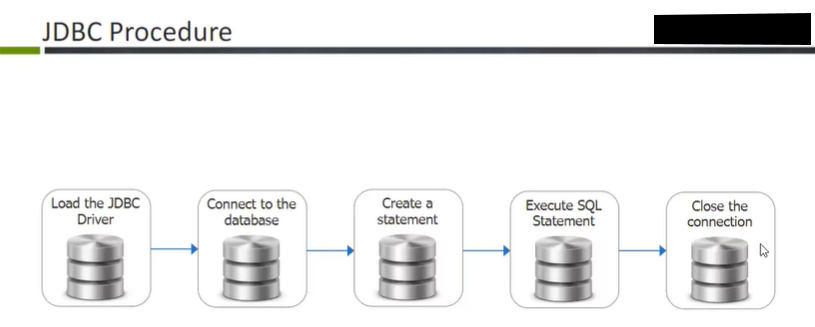 JDBC Procedure
Load the JDBC
Driver
Connect to the
database
Create a
statement
Execute SQL
Statement
Close the
connection